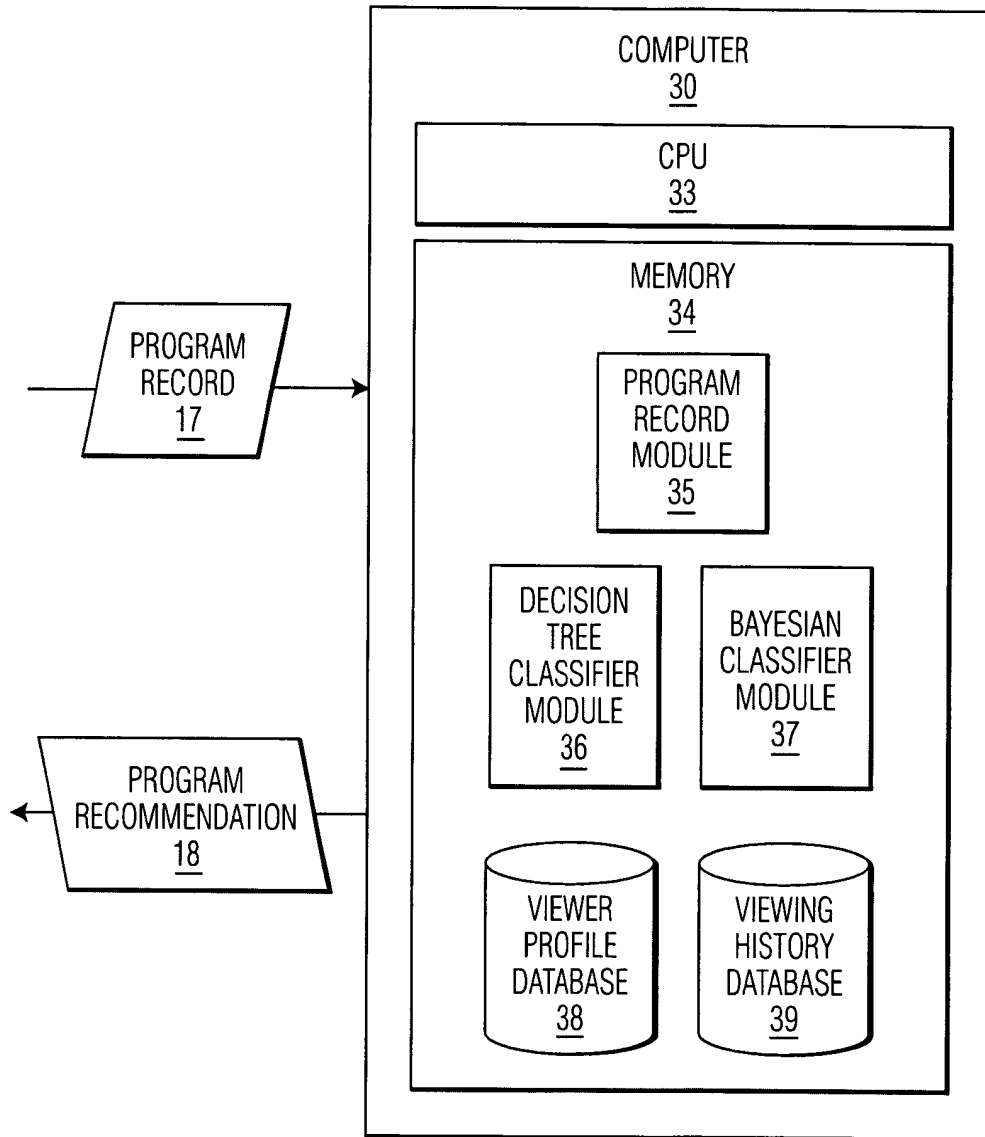 COMPUTER
30
CPU
33
MEMORY
34
PROGRAM
RECORD
17
PROGRAM
RECORD
MODULE
35
DECISION
TREE
CLASSIFIER
MODULE
36
BAYESIAN
CLASSIFIER
MODULE
37
PROGRAM
RECOMMENDATION
18
VIEWER
PROFILE
DATABASE
38
VIEWING
HISTORY
DATABASE
39